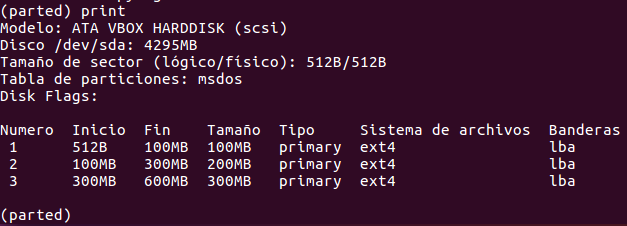 (parted) print
Modelo: ATA VBOX HARDDISK (scsi)
Disco /dev/sda: 4295MB
Tamaño de sector (lógico/físico): 512B/512B
Tabla de particiones: msdos
Disk Flags:
Numero  Inicio  Fin    Tamaño  Tipo     Sistema de archivos  Banderas
 1      512B    100MB  100MB   primary  ext4                 lba
 2      100MB   300MB  200MB   primary  ext4                 lba
 3      300MB   600MB  300MB   primary  ext4                 lba
(parted)